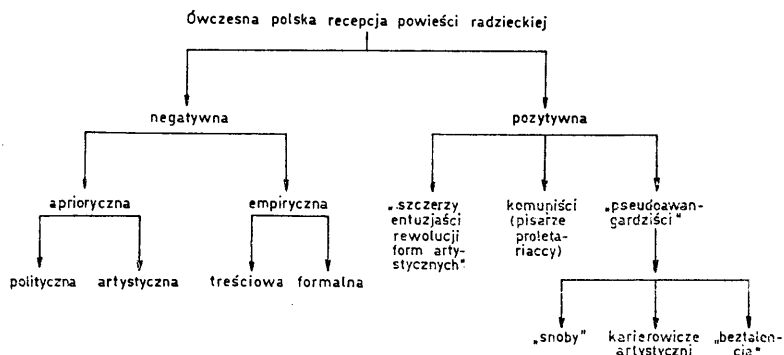 Ówczesna polska recepcja powieści radzieckiej
negatywna
pozytywna
aprioryczna
empiryczna
„szczerzy
entuzjaści
rewolucji
form arty-
stycznych"
komuniści
(pisarze
proleta-
riaccy)
„pseudoawan-
gardziści"
polityczna
artystyczna
treściowa
formalna
„snoby"
karierowicze
artystyczni
„beztalen-
cia"